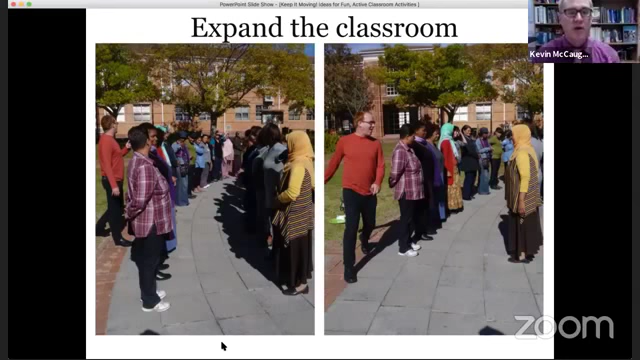 PowerPoint Slide Show - [Keep It Moving! Ideas for Fun, Active Classroom Activities ]
Expand the classroom
Kevin McCaug...
zoom